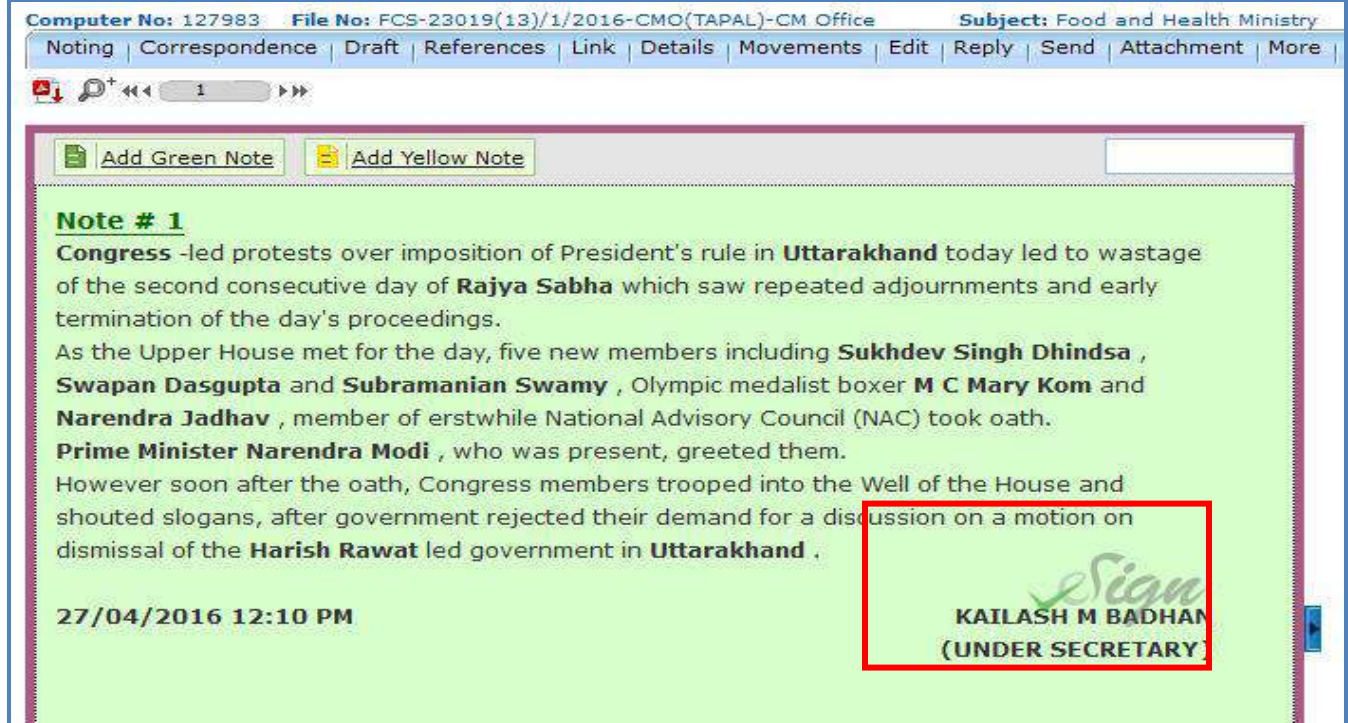 Computer No: 127983 File No: FCS-23019(13)/1/2016-CMO(TAPAL)-CM Office Subject: Food and Health Ministry
Noting | Correspondence | Draft | References | Link | Details | Movements | Edit | Reply | Send | Attachment | More |
1
Add Green Note Add Yellow Note
Note # 1
Congress -led protests over imposition of President's rule in Uttarakhand today led to wastage
of the second consecutive day of Rajya Sabha which saw repeated adjournments and early
termination of the day's proceedings.
As the Upper House met for the day, five new members including Sukhdev Singh Dhindsa ,
Swapan Dasgupta and Subramanian Swamy , Olympic medalist boxer M C Mary Kom and
Narendra Jadhav , member of erstwhile National Advisory Council (NAC) took oath.
Prime Minister Narendra Modi , who was present, greeted them.
However soon after the oath, Congress members trooped into the Well of the House and
shouted slogans, after government rejected their demand for a discussion on a motion on
dismissal of the Harish Rawat led government in Uttarakhand .
eSign
27/04/2016 12:10 PM KAILASH M BADHAN
(UNDER SECRETARY)